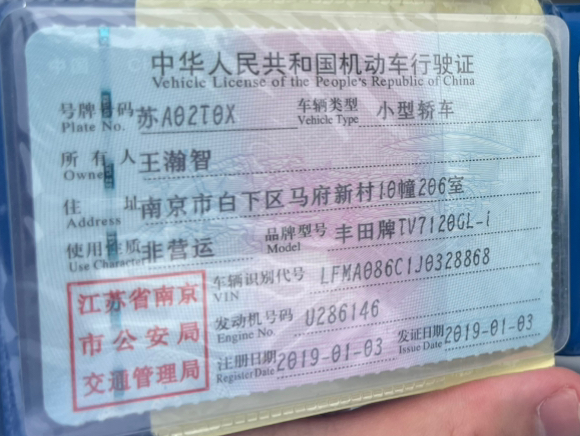 中华人民共和国机动车行驶证
Vehicle License of the People's Republic of China
号牌号码 苏A02T0X 车辆类型 小型轿车
Plate No. Vehicle Type
所有人 王瀚智
Owner
住址 南京市白下区马府新村10幢206室
Address
使用性质 非营运 品牌型号 丰田牌TV7120GL-i
Use Character Model
车辆识别代号 LFMA086C1J0328868
VIN
发动机号码 U286146
Engine No.
注册日期 2019-01-03 发证日期 2019-01-03
Register Date Issue Date
江苏省南京
市公安局
交通管理局